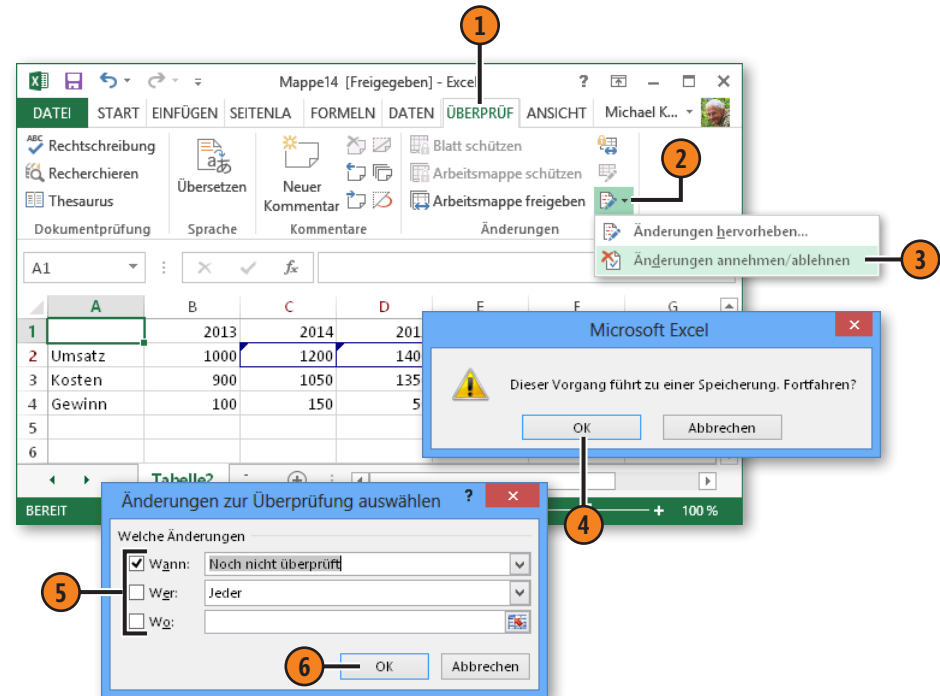 1
Mappe14 [Freigegeben] - Excel
?
DATEI START EINFÜGEN SEITENLA FORMELN DATEN ÜBERPRÜF ANSICHT Michael K...
ABC Rechtschreibung
Recherchieren
Thesaurus
Dokumentprüfung
aあ
Übersetzen
Sprache
Neuer
Kommentar
Kommentare
Blatt schützen
Arbeitsmappe schützen
Arbeitsmappe freigeben
Änderungen
2
Änderungen hervorheben...
Änderungen annehmen/ablehnen
3
A1 fx
A B C D E F G
1 2013 2014 201
2 Umsatz 1000 1200 140
3 Kosten 900 1050 135
4 Gewinn 100 150 5
5
6
Microsoft Excel
Dieser Vorgang führt zu einer Speicherung. Fortfahren?
OK Abbrechen
4
Tabelle2
BEREIT
100 %
Änderungen zur Überprüfung auswählen ?
Welche Änderungen
5
Wann: Noch nicht überprüft
Wer: Jeder
Wo:
6
OK Abbrechen